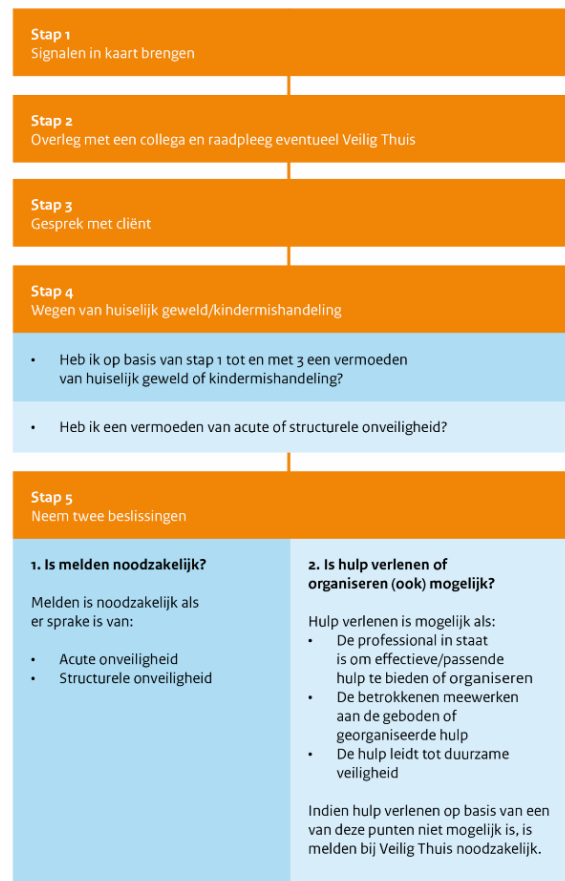 Stap 1
Signalen in kaart brengen
Stap 2
Overleg met een collega en raadpleeg eventueel Veilig Thuis
Stap 3
Gesprek met cliënt
Stap 4
Wegen van huiselijk geweld/kindermishandeling
• Heb ik op basis van stap 1 tot en met 3 een vermoeden
van huiselijk geweld of kindermishandeling?
• Heb ik een vermoeden van acute of structurele onveiligheid?
Stap 5
Neem twee beslissingen
1. Is melden noodzakelijk?
Melden is noodzakelijk als
er sprake is van:
• Acute onveiligheid
• Structurele onveiligheid
2. Is hulp verlenen of
organiseren (ook) mogelijk?
Hulp verlenen is mogelijk als:
• De professional in staat
is om effectieve/passende
hulp te bieden of organiseren
• De betrokkenen meewerken
aan de geboden of
georganiseerde hulp
• De hulp leidt tot duurzame
veiligheid
Indien hulp verlenen op basis van een
van deze punten niet mogelijk is, is
melden bij Veilig Thuis noodzakelijk.